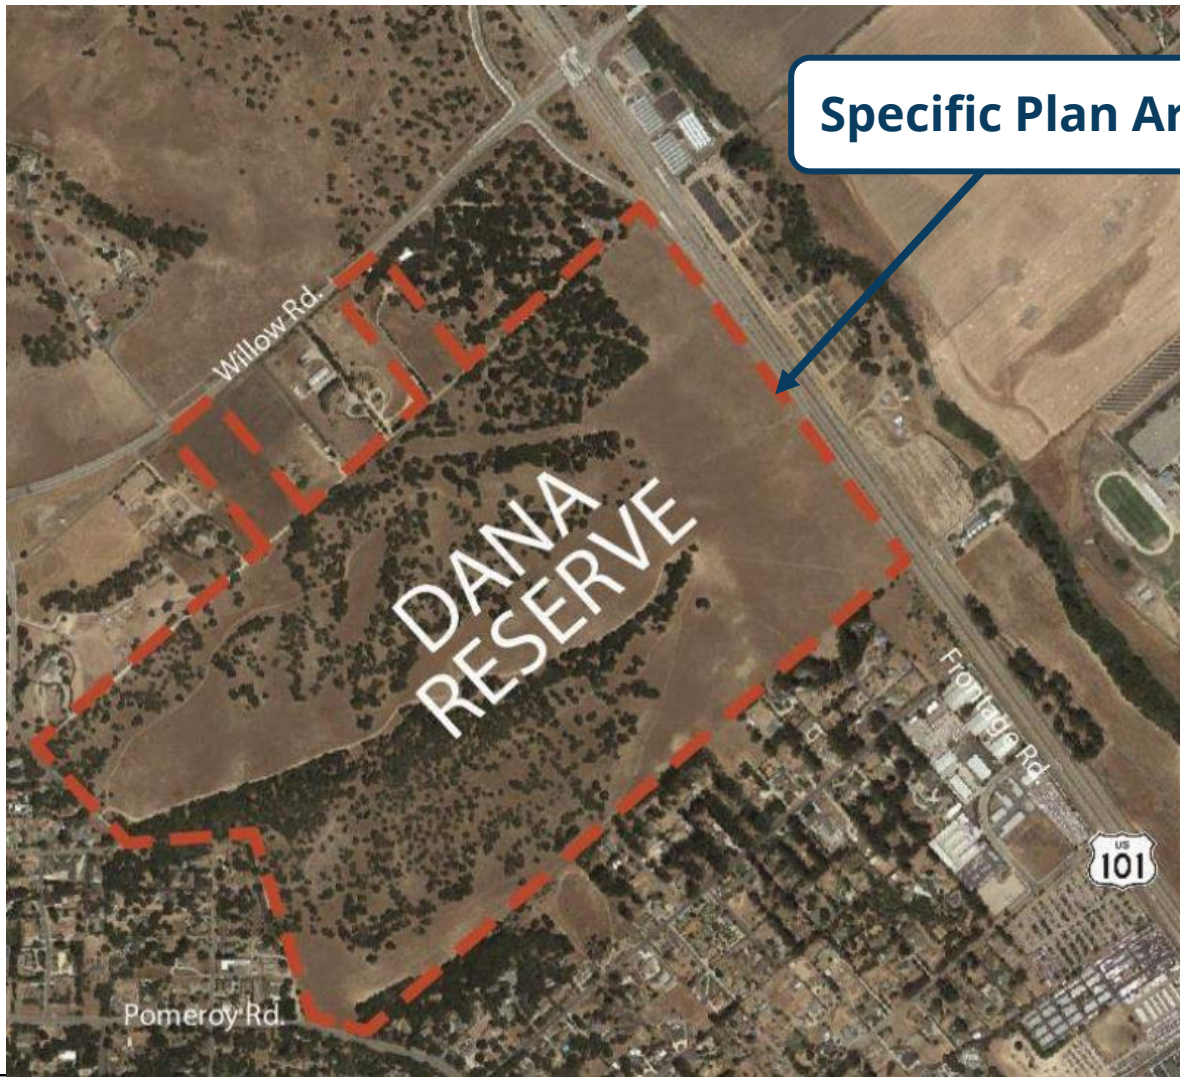 Specific Plan Ar
Willow Rd.
DANA
RESERVE
Frontage Rd.
US
101
Pomeroy Rd.